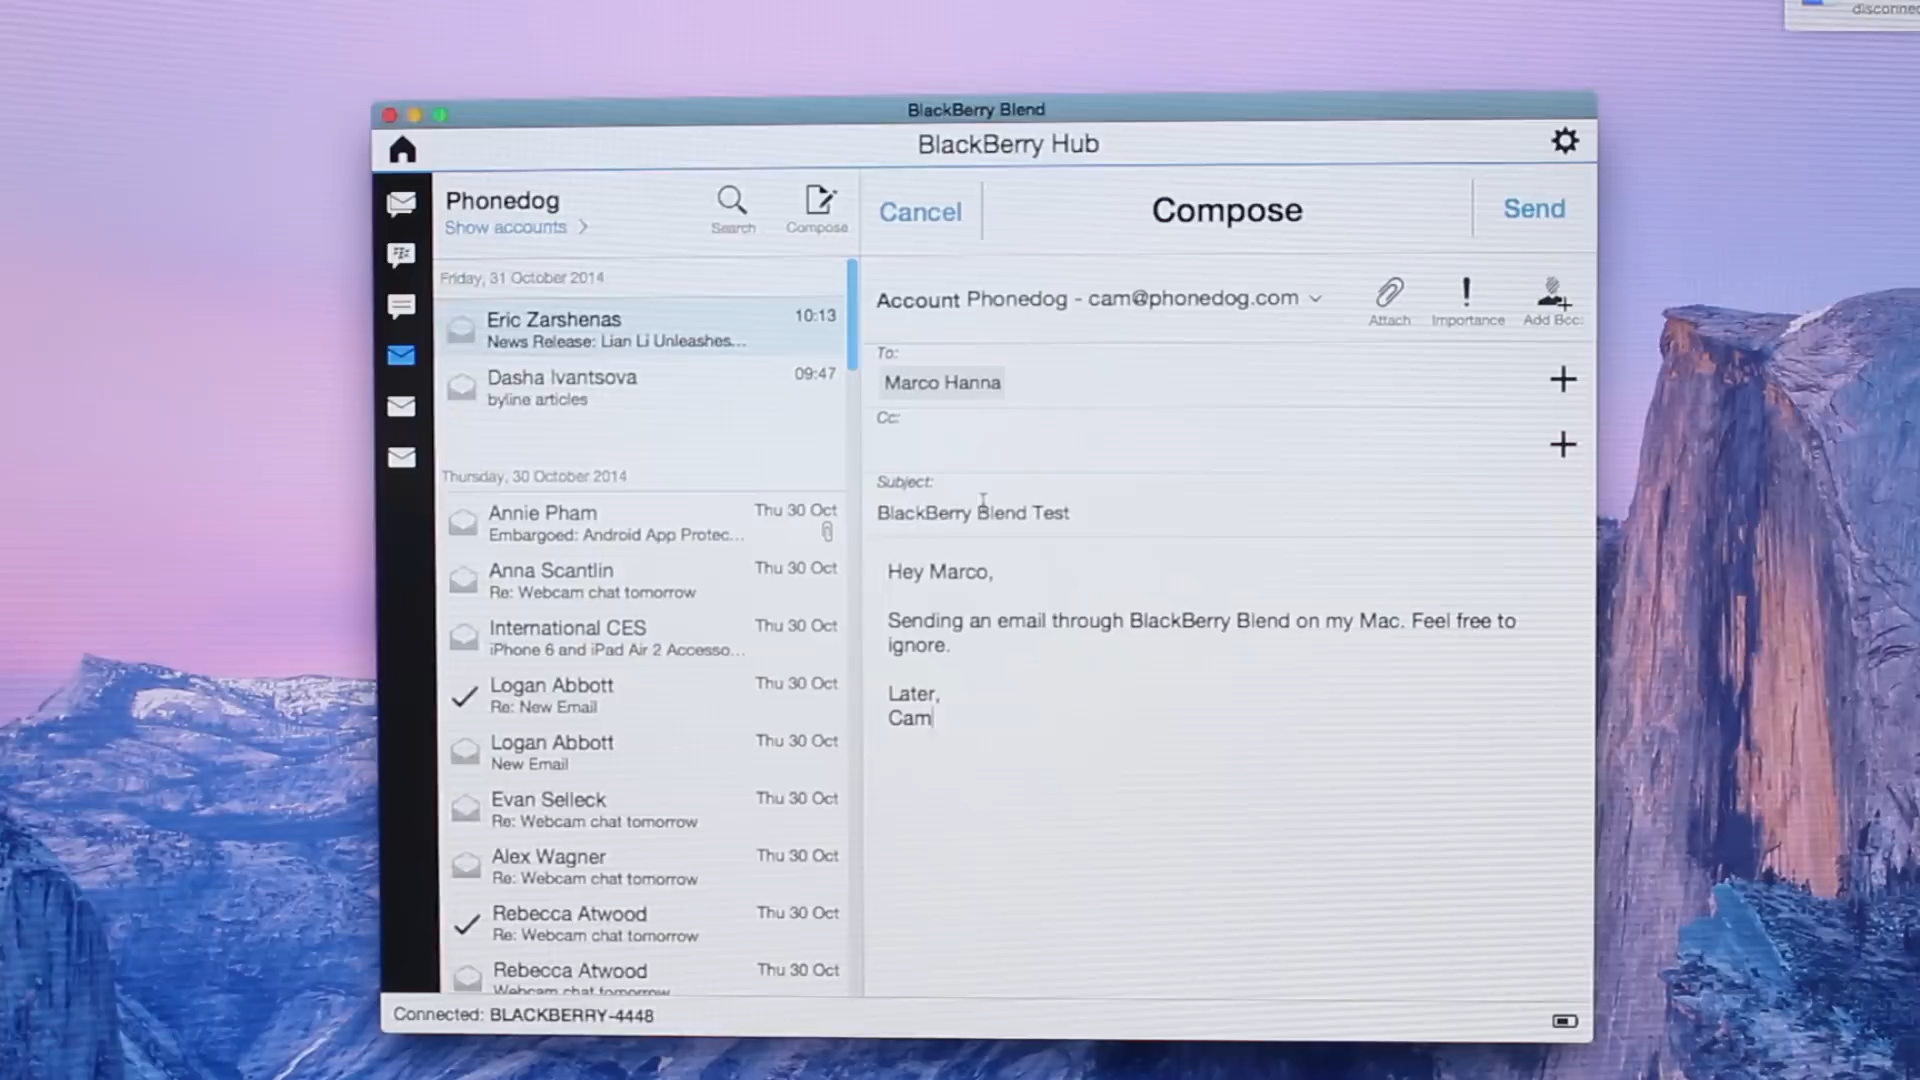 disconnec
BlackBerry Blend
BlackBerry Hub
Phonedog
Show accounts
Search
Compose
Friday, 31 October 2014
Eric Zarshenas 10:13
News Release: Lian Li Unleashes...
Dasha Ivantsova 09:47
byline articles
Thursday, 30 October 2014
Annie Pham Thu 30 Oct
Embargoed: Android App Protec...
Anna Scantlin Thu 30 Oct
Re: Webcam chat tomorrow
International CES Thu 30 Oct
iPhone 6 and iPad Air 2 Accesso...
Logan Abbott Thu 30 Oct
Re: New Email
Logan Abbott Thu 30 Oct
New Email
Evan Selleck Thu 30 Oct
Re: Webcam chat tomorrow
Alex Wagner Thu 30 Oct
Re: Webcam chat tomorrow
Rebecca Atwood Thu 30 Oct
Re: Webcam chat tomorrow
Rebecca Atwood Thu 30 Oct
Webcam chat tomorrow
Cancel
Compose
Send
Account Phonedog - cam@phonedog.com
Attach
Importance
Add Bcc:
To:
Marco Hanna
Cc:
Subject:
BlackBerry Blend Test
Hey Marco,
Sending an email through BlackBerry Blend on my Mac. Feel free to
ignore.
Later,
Cam
Connected: BLACKBERRY-4448